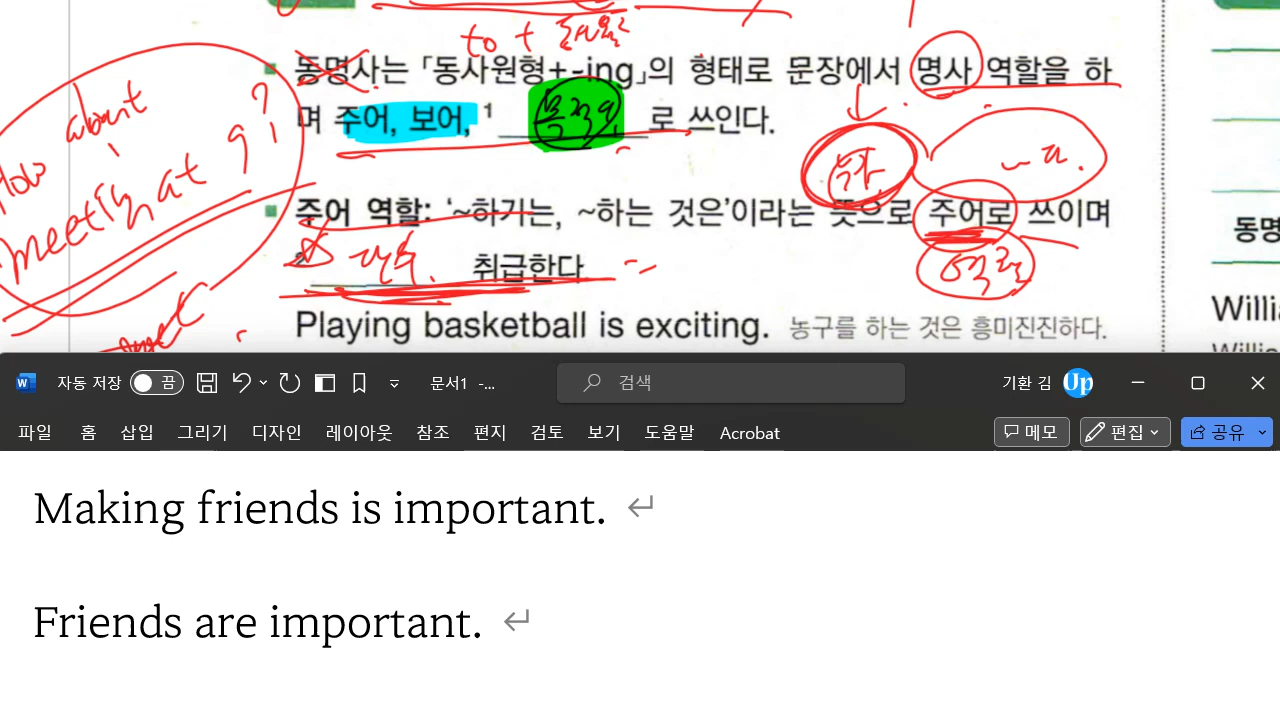 to + 동사원형
동명사는 「동사원형+-ing」의 형태로 문장에서 명사 역할을 하
며 주어, 보어, 1 목적어 로 쓰인다.
How about
meeting at 9?
주어 역할: '~하기는, ~하는 것은'이라는 뜻으로 주어로 쓰이며
단수 취급한다
동명
Playing basketball is exciting. 농구를 하는 것은 흥미진진하다.
자동 저장 끔 문서1 -... 검색 기환 김 Up
파일 홈 삽입 그리기 디자인 레이아웃 참조 편지 검토 보기 도움말 Acrobat 메모 편집 공유
Making friends is important.
Friends are important.